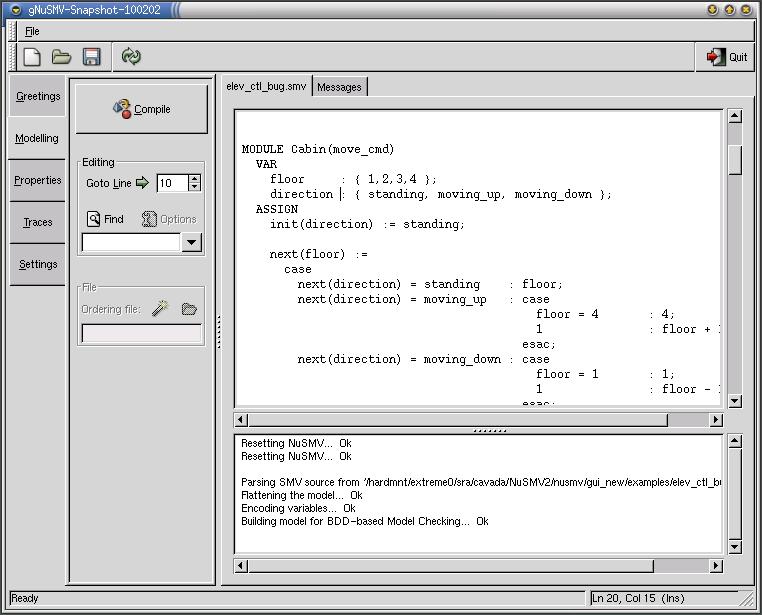 gNuSMV-Snapshot-100202
File
Quit
Greetings
Modelling
Properties
Traces
Settings
Compile
Editing
Goto Line 10
Find Options
File
Ordering file:
elev_ctl_bug.smv Messages
MODULE Cabin(move_cmd)
VAR
floor : { 1,2,3,4 };
direction : { standing, moving_up, moving_down };
ASSIGN
init(direction) := standing;
next(floor) :=
case
next(direction) = standing : floor;
next(direction) = moving_up : case
floor = 4 : 4;
1 : floor +
esac;
next(direction) = moving_down : case
floor = 1 : 1;
1 : floor -
esac;
Resetting NuSMV... Ok
Resetting NuSMV... Ok
Parsing SMV source from '/hardmnt/extreme0/sra/cavada/NuSMV2/nusmv/gui_new/examples/elev_ctl_bu
Flattening the model... Ok
Encoding variables... Ok
Building model for BDD-based Model Checking... Ok
Ready
Ln 20, Col 15 (Ins)